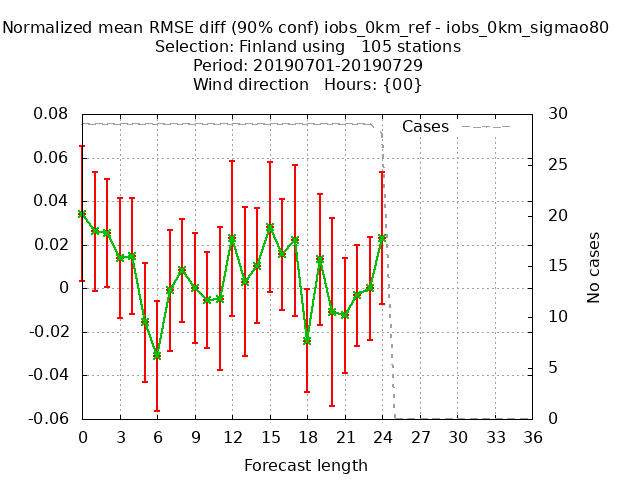 Normalized mean RMSE diff (90% conf) iobs_0km_ref - iobs_0km_sigmao80
Selection: Finland using   105 stations
Period: 20190701-20190729
Wind direction   Hours: {00}
Cases
0.08
0.06
0.04
0.02
0
-0.02
-0.04
-0.06
30
25
20
15
10
5
0
No cases
0 3 6 9 12 15 18 21 24 27 30 33 36
Forecast length